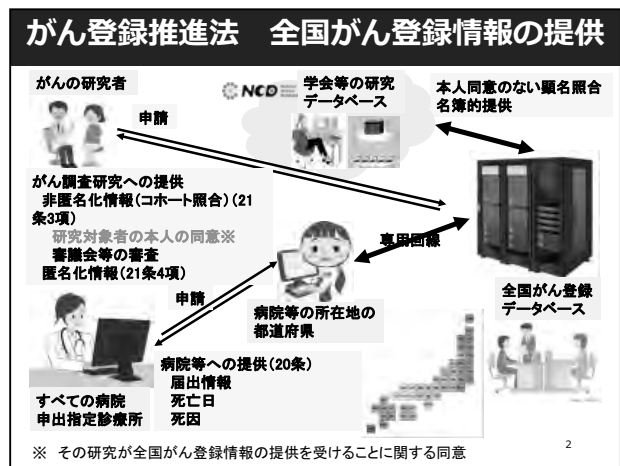 がん登録推進法 全国がん登録情報の提供
がんの研究者
申請
NCD
学会等の研究
データベース
本人同意のない顕名照合
名簿的提供
がん調査研究への提供
非匿名化情報(コホート照合)(21
条3項)
研究対象者の本人の同意※
審議会等の審査
匿名化情報(21条4項)
申請
専用回線
病院等の所在地の
都道府県
全国がん登録
データベース
病院等への提供(20条)
届出情報
死亡日
死因
すべての病院
申出指定診療所
※ その研究が全国がん登録情報の提供を受けることに関する同意
2